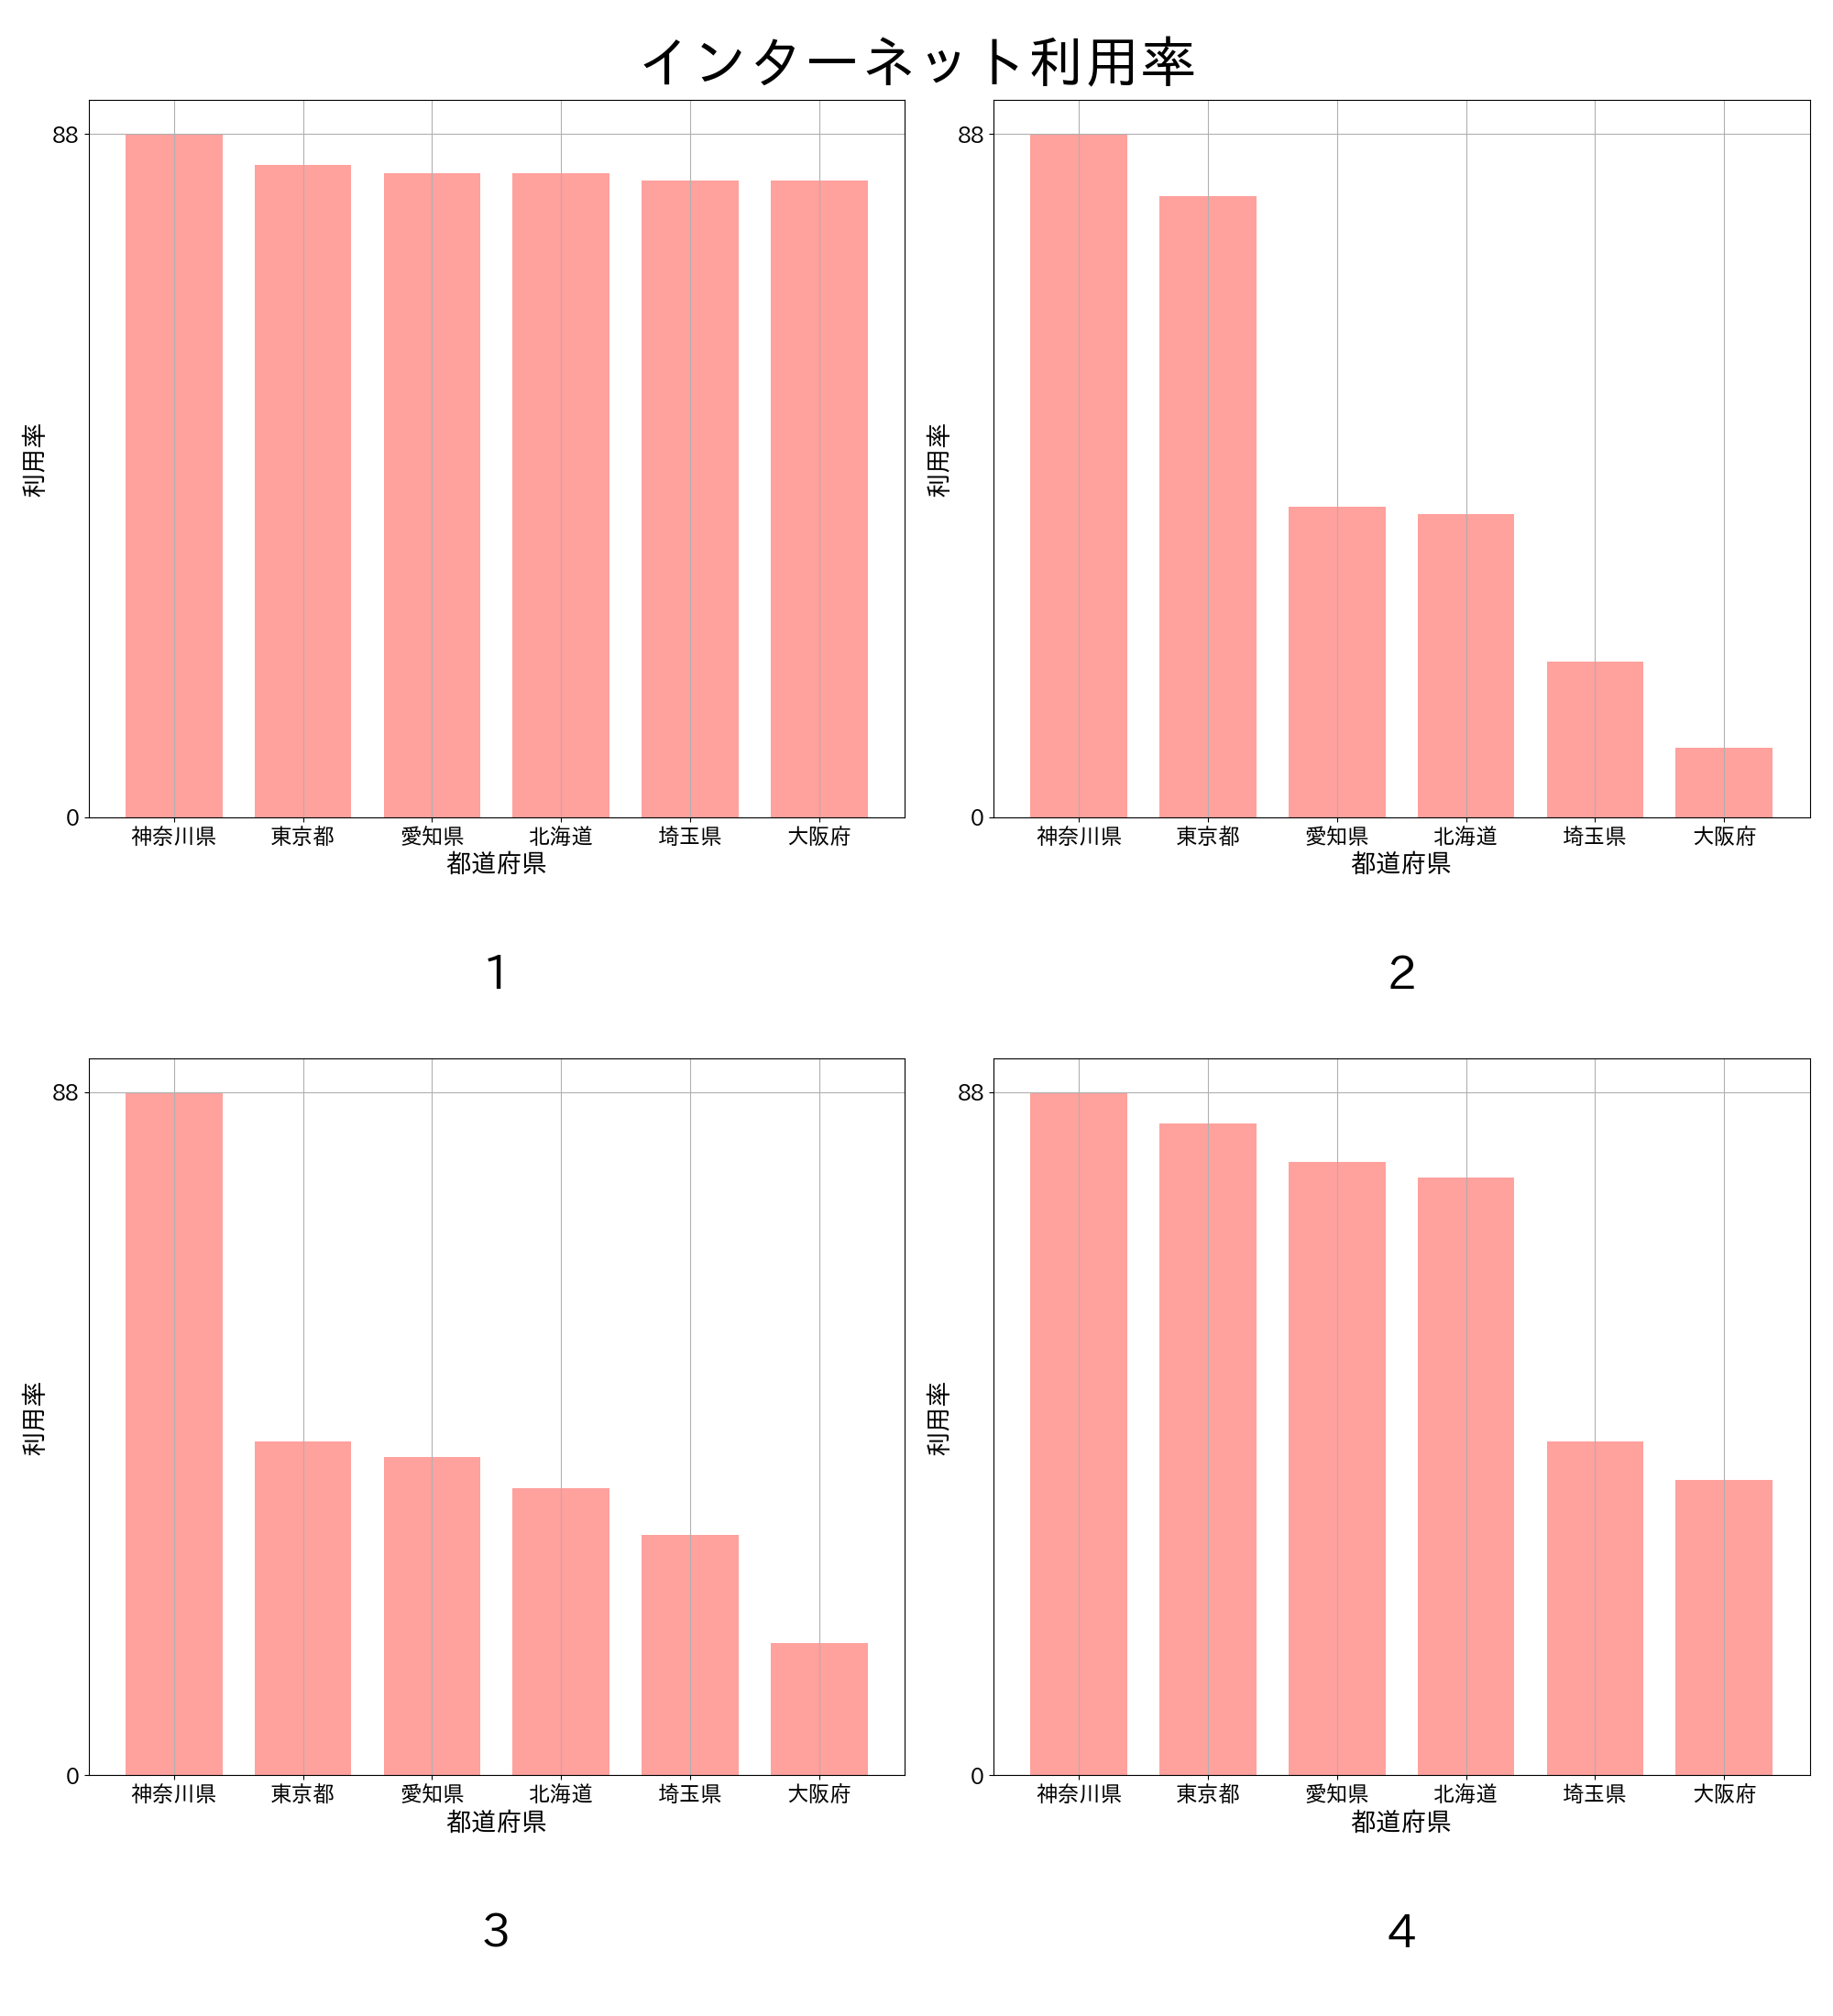 インターネット利用率
88
0
利用率
神奈川県 東京都 愛知県 北海道 埼玉県 大阪府
都道府県
1
88
0
利用率
神奈川県 東京都 愛知県 北海道 埼玉県 大阪府
都道府県
2
88
0
利用率
神奈川県 東京都 愛知県 北海道 埼玉県 大阪府
都道府県
3
88
0
利用率
神奈川県 東京都 愛知県 北海道 埼玉県 大阪府
都道府県
4